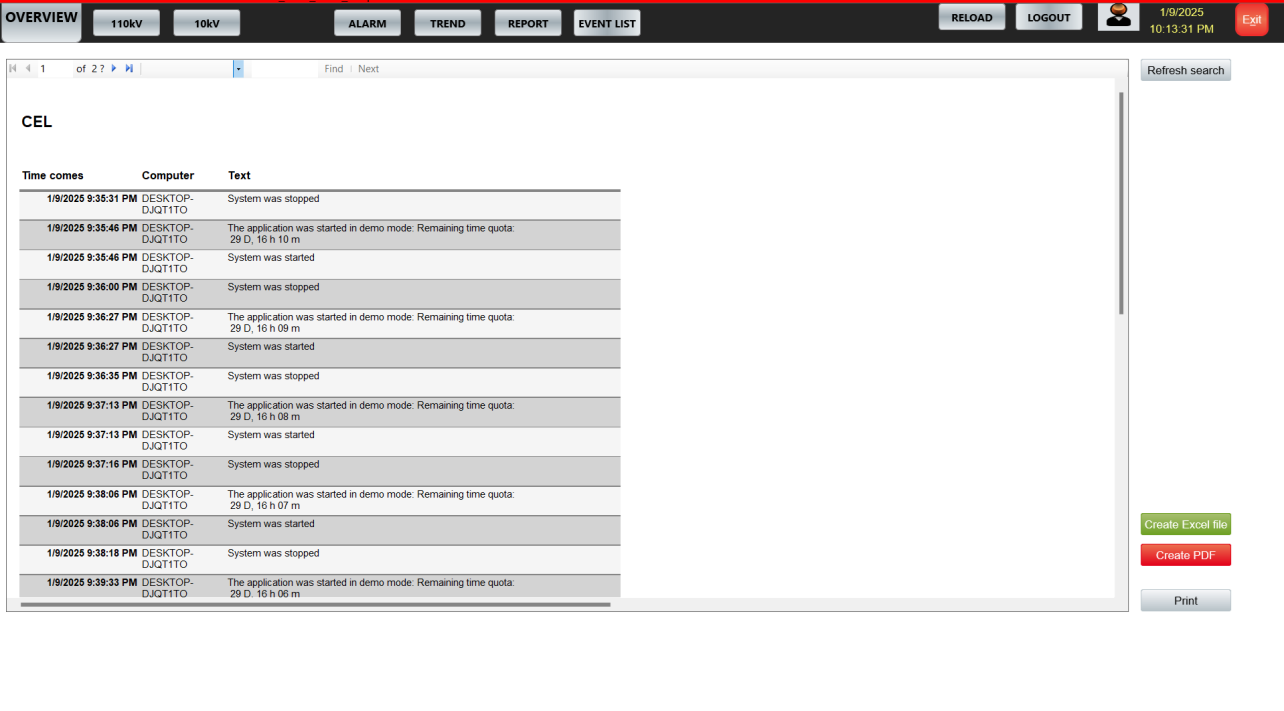 OVERVIEW 110kV 10kV ALARM TREND REPORT EVENT LIST RELOAD LOGOUT 1/9/2025 Exit
10:13:31 PM
1 of 2 ? Find Next Refresh search
CEL
Time comes Computer Text
1/9/2025 9:35:31 PM DESKTOP- System was stopped
DJQT1TO
1/9/2025 9:35:46 PM DESKTOP- The application was started in demo mode: Remaining time quota:
DJQT1TO 29 D, 16 h 10 m
1/9/2025 9:35:46 PM DESKTOP- System was started
DJQT1TO
1/9/2025 9:36:00 PM DESKTOP- System was stopped
DJQT1TO
1/9/2025 9:36:27 PM DESKTOP- The application was started in demo mode: Remaining time quota:
DJQT1TO 29 D, 16 h 09 m
1/9/2025 9:36:27 PM DESKTOP- System was started
DJQT1TO
1/9/2025 9:36:35 PM DESKTOP- System was stopped
DJQT1TO
1/9/2025 9:37:13 PM DESKTOP- The application was started in demo mode: Remaining time quota:
DJQT1TO 29 D, 16 h 08 m
1/9/2025 9:37:13 PM DESKTOP- System was started
DJQT1TO
1/9/2025 9:37:16 PM DESKTOP- System was stopped
DJQT1TO
1/9/2025 9:38:06 PM DESKTOP- The application was started in demo mode: Remaining time quota:
DJQT1TO 29 D, 16 h 07 m
1/9/2025 9:38:06 PM DESKTOP- System was started
DJQT1TO
1/9/2025 9:38:18 PM DESKTOP- System was stopped
DJQT1TO
1/9/2025 9:39:33 PM DESKTOP- The application was started in demo mode: Remaining time quota:
DJQT1TO 29 D, 16 h 06 m
Create Excel file
Create PDF
Print